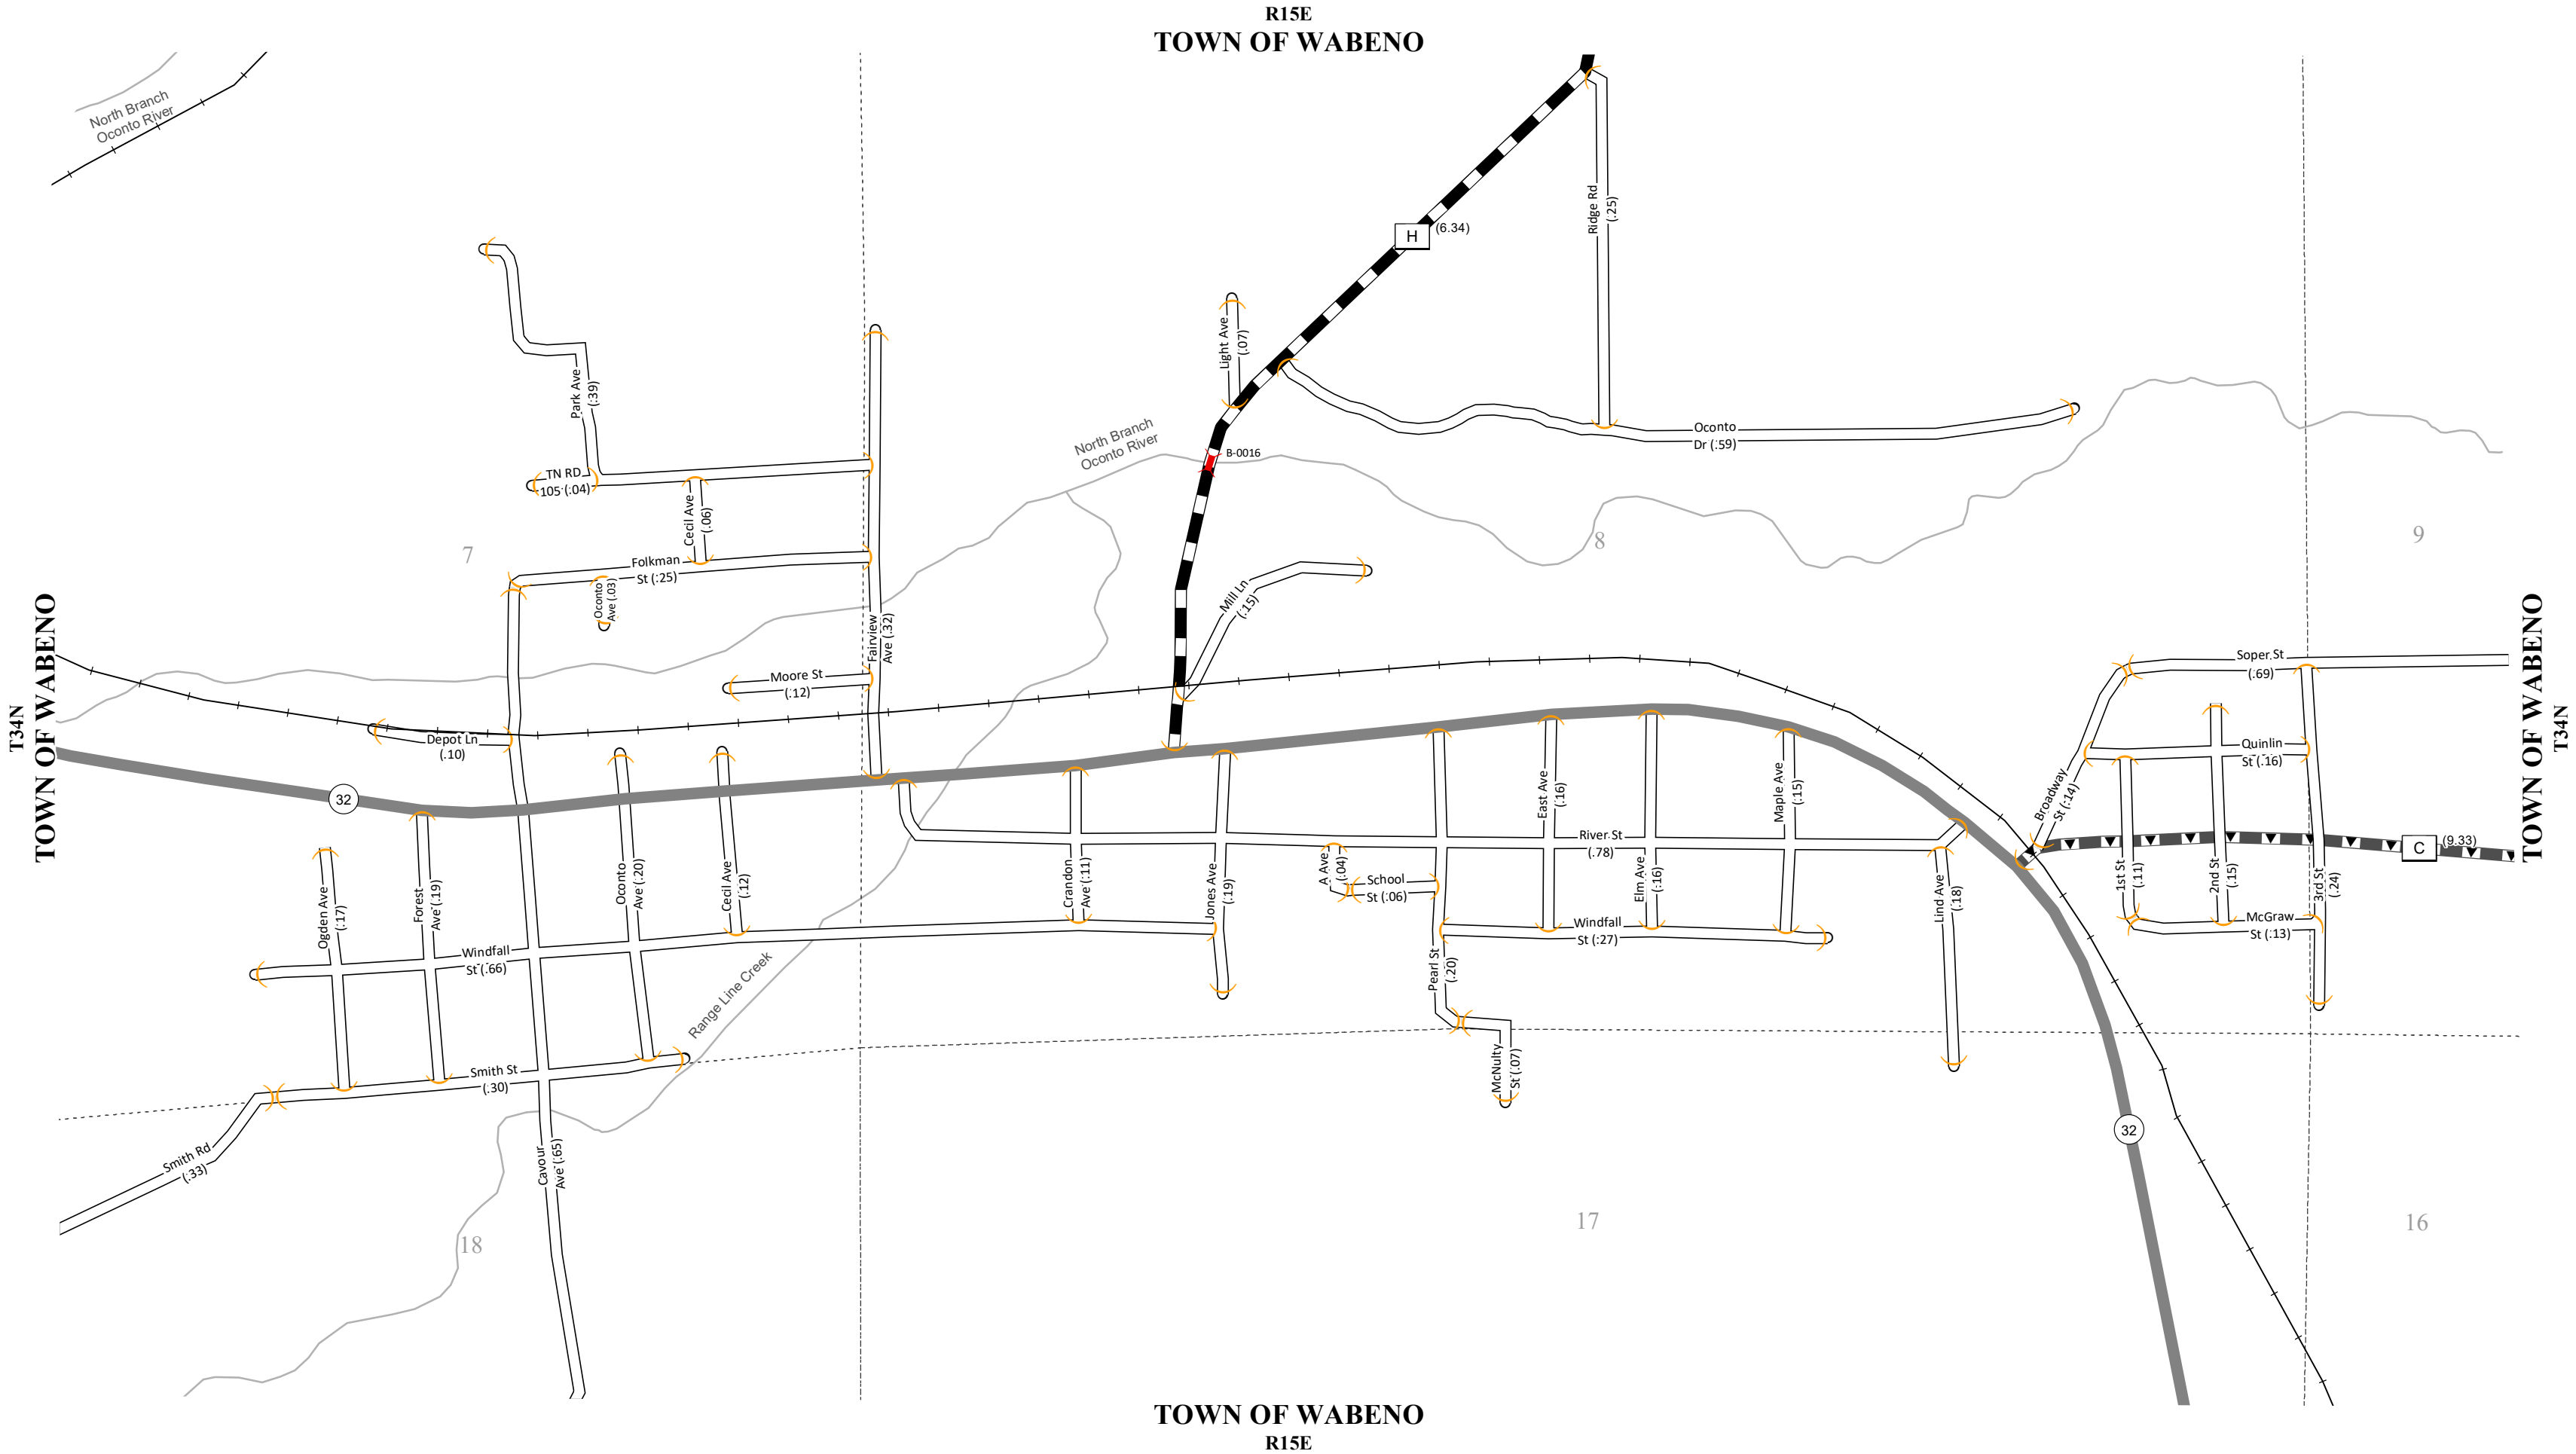 R15E
TOWN OF WABENO
North Branch
Oconto River
Ridge Rd
(.25)
H
(6.34)
Light Ave
(.07)
Park Ave
(.39)
Oconto
Dr (.59)
North Branch
Oconto River
B-0016
TN RD
105 (.04)
Cecil Ave
(.06)
7
8
9
Folkman
St (.25)
Oconto
Ave (.03)
Mill Ln
(.15)
Fairview
Ave (.32)
Moore St
(.12)
Soper St
(.69)
T34N
TOWN OF WABENO
TOWN OF WABENO
T34N
Depot Ln
(.10)
Quinlin
St (.16)
32
Broadway
St (.14)
East Ave
(.16)
Maple Ave
(.15)
River St
(.78)
C
(9.33)
Ogden Ave
(.17)
Forest
Ave (.19)
Oconto
Ave (.20)
Cecil Ave
(.12)
Crandon
Ave (.11)
Jones Ave
(.19)
A Ave
(.04)
School
St (.06)
Elm Ave
(.16)
Lind Ave
(.18)
1st St
(.11)
2nd St
(.15)
3rd St
(.24)
Windfall
St (.66)
Windfall
St (.27)
McGraw
St (.13)
Pearl St
(.20)
Range Line Creek
Smith St
(.30)
McNulty
St (.07)
32
Smith Rd
(.33)
Cavour
Ave (.65)
18
17
16
TOWN OF WABENO
R15E